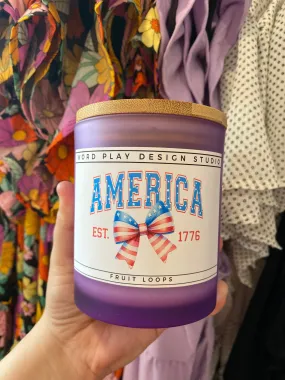 WORD PLAY DESIGN STUDIO
AMERICA
EST. 1776
FRUIT LOOPS